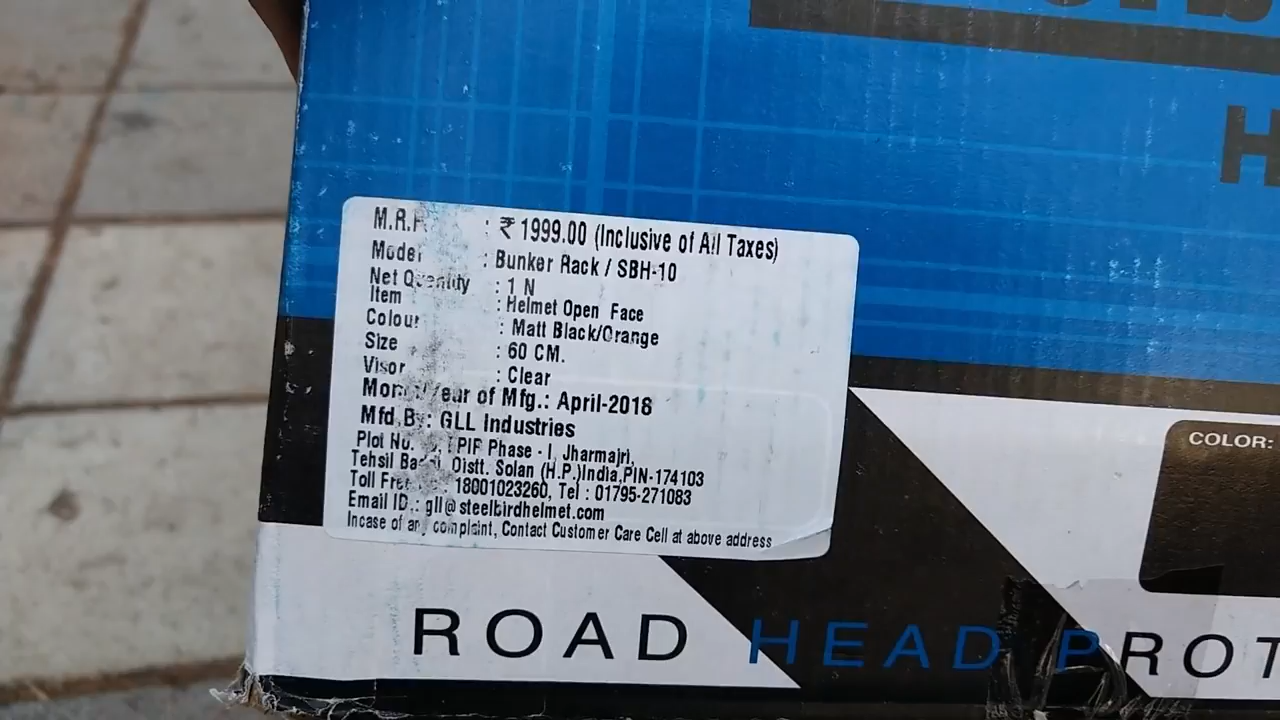 M.R.P. : ₹ 1999.00 (Inclusive of All Taxes)
Model : Bunker Rack / SBH-10
Net Quantity : 1 N
Item : Helmet Open Face
Colour : Matt Black/Orange
Size : 60 CM.
Visor : Clear
Month/Year of Mfg.: April-2018
Mfd. By: GLL Industries
Plot No. EPIP Phase - I, Jharmajri,
Tehsil Baddi, Distt. Solan (H.P.)India,PIN-174103
Toll Free : 18001023260, Tel : 01795-271083
Email ID.: gll@steelbirdhelmet.com
Incase of any complaint, Contact Customer Care Cell at above address
H
COLOR:
ROAD HEAD PROT